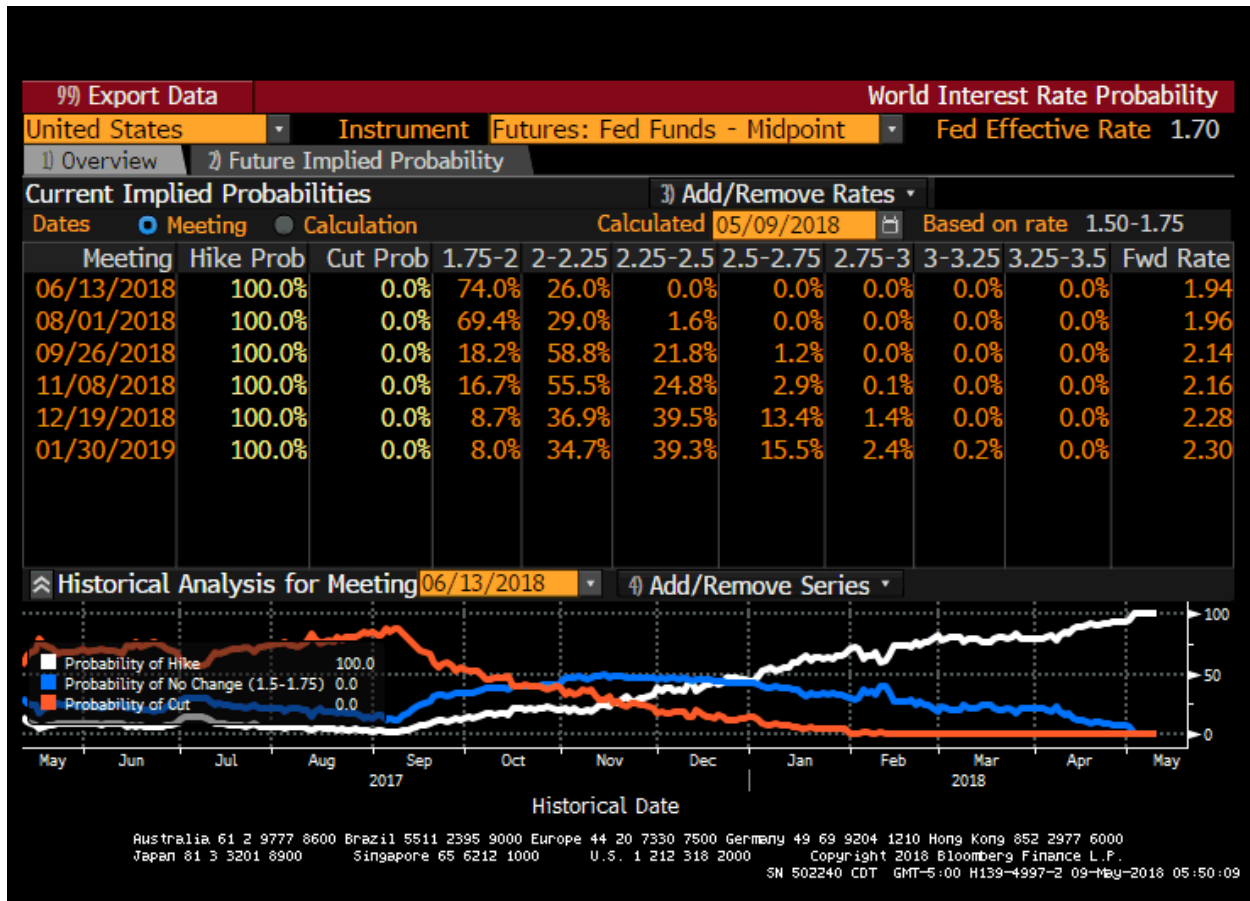 99) Export Data World Interest Rate Probability
United States Instrument Futures: Fed Funds - Midpoint Fed Effective Rate 1.70
1) Overview 2) Future Implied Probability
Current Implied Probabilities 3) Add/Remove Rates
Dates Meeting Calculation Calculated 05/09/2018 Based on rate 1.50-1.75
Meeting Hike Prob Cut Prob 1.75-2 2-2.25 2.25-2.5 2.5-2.75 2.75-3 3-3.25 3.25-3.5 Fwd Rate
06/13/2018 100.0% 0.0% 74.0% 26.0% 0.0% 0.0% 0.0% 0.0% 0.0% 1.94
08/01/2018 100.0% 0.0% 69.4% 29.0% 1.6% 0.0% 0.0% 0.0% 0.0% 1.96
09/26/2018 100.0% 0.0% 18.2% 58.8% 21.8% 1.2% 0.0% 0.0% 0.0% 2.14
11/08/2018 100.0% 0.0% 16.7% 55.5% 24.8% 2.9% 0.1% 0.0% 0.0% 2.16
12/19/2018 100.0% 0.0% 8.7% 36.9% 39.5% 13.4% 1.4% 0.0% 0.0% 2.28
01/30/2019 100.0% 0.0% 8.0% 34.7% 39.3% 15.5% 2.4% 0.2% 0.0% 2.30
Historical Analysis for Meeting 06/13/2018 4) Add/Remove Series
100
Probability of Hike 100.0
Probability of No Change (1.5-1.75) 0.0
50
Probability of Cut 0.0
0
May Jun Jul Aug Sep Oct Nov Dec Jan Feb Mar Apr May
2017 2018
Historical Date
Australia 61 2 9777 8600 Brazil 5511 2395 9000 Europe 44 20 7330 7500 Germany 49 69 9204 1210 Hong Kong 852 2977 6000
Japan 81 3 3201 8900 Singapore 65 6212 1000 U.S. 1 212 318 2000 Copyright 2018 Bloomberg Finance L.P.
SN 502240 CDT GMT-5:00 H139-4997-2 09-May-2018 05:50:09